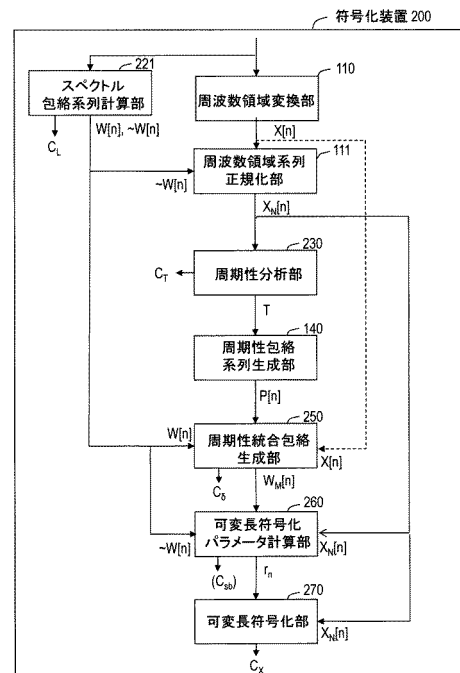 符号化装置 200
221
スペクトル
包絡系列計算部
110
周波数領域変換部
C_L
W[n], ~W[n]
X[n]
111
周波数領域系列
正規化部
~W[n]
X_N[n]
230
周期性分析部
C_T
T
140
周期性包絡
系列生成部
P[n]
250
W[n]
周期性統合包絡
生成部
X[n]
C_δ
W_M[n]
260
可変長符号化
パラメータ計算部
~W[n]
X_N[n]
(C_sb)
r_n
270
可変長符号化部
X_N[n]
C_X